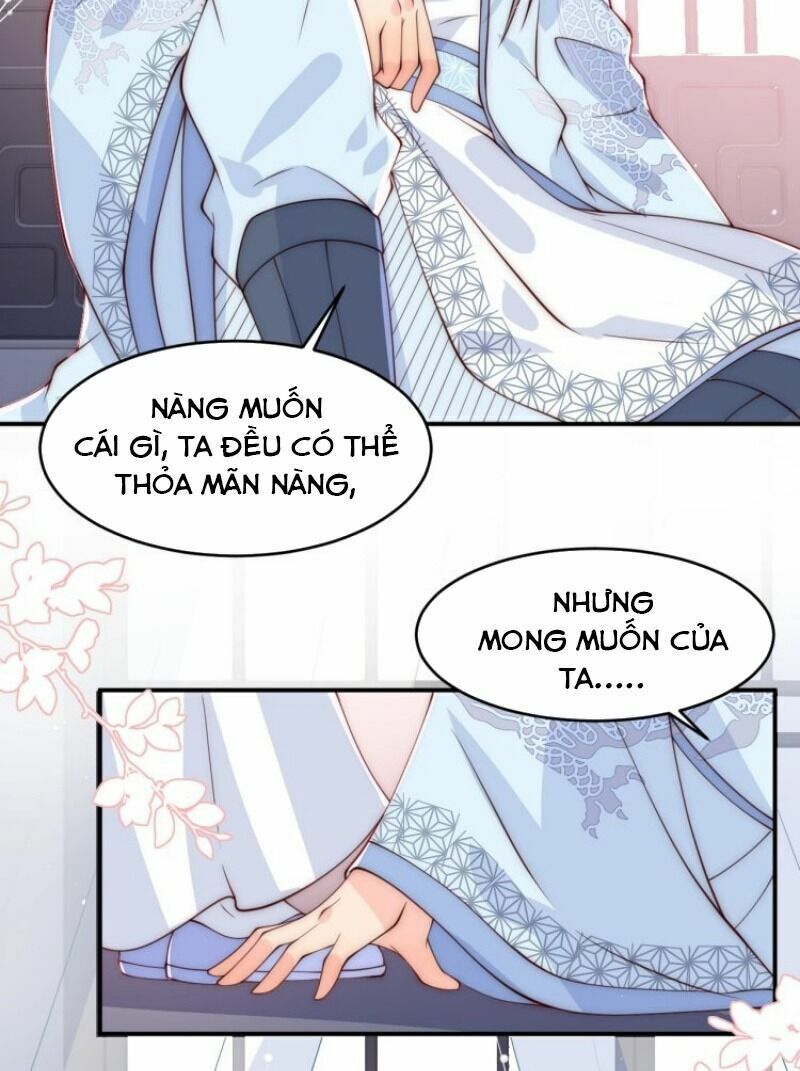 NÀNG MUỐN
CÁI GÌ, TA ĐỀU CÓ THỂ
THỎA MÃN NÀNG,
NHƯNG
MONG MUỐN CỦA
TA.....